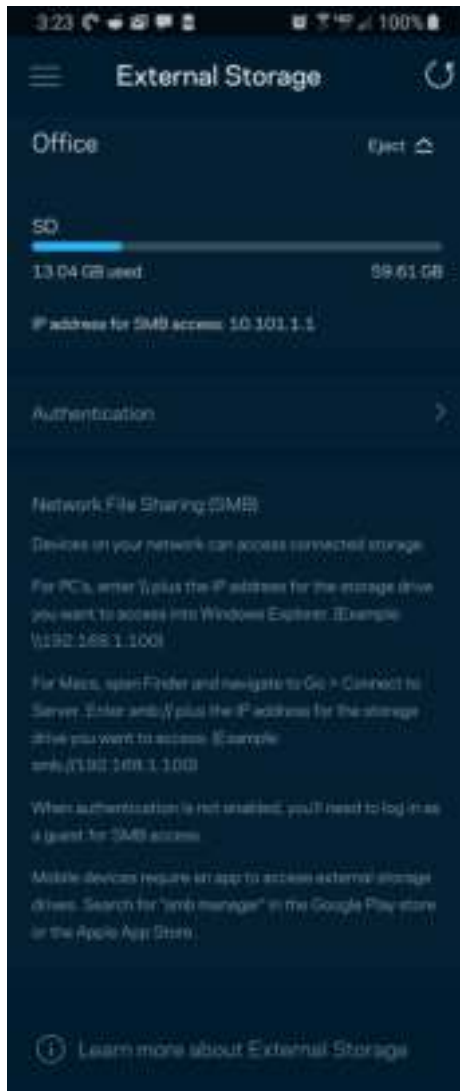 3:23
100%
External Storage
Office
Eject
SD
13.04 GB used
59.61 GB
IP address for SMB access: 10.101.1.1
Authentication
Network File Sharing (SMB)
Devices on your network can access connected storage.
For PC's, enter \\ plus the IP address for the storage drive
you want to access into Windows Explorer. (Example
\\192.168.1.100)
For Macs, open Finder and navigate to Go > Connect to
Server. Enter smb:// plus the IP address for the storage
drive you want to access. (Example
smb://192.168.1.100)
When authentication is not enabled, you'll need to log in as
a guest for SMB access.
Mobile devices require an app to access external storage
drives. Search for "smb manager" in the Google Play store
or the Apple App Store.
Learn more about External Storage